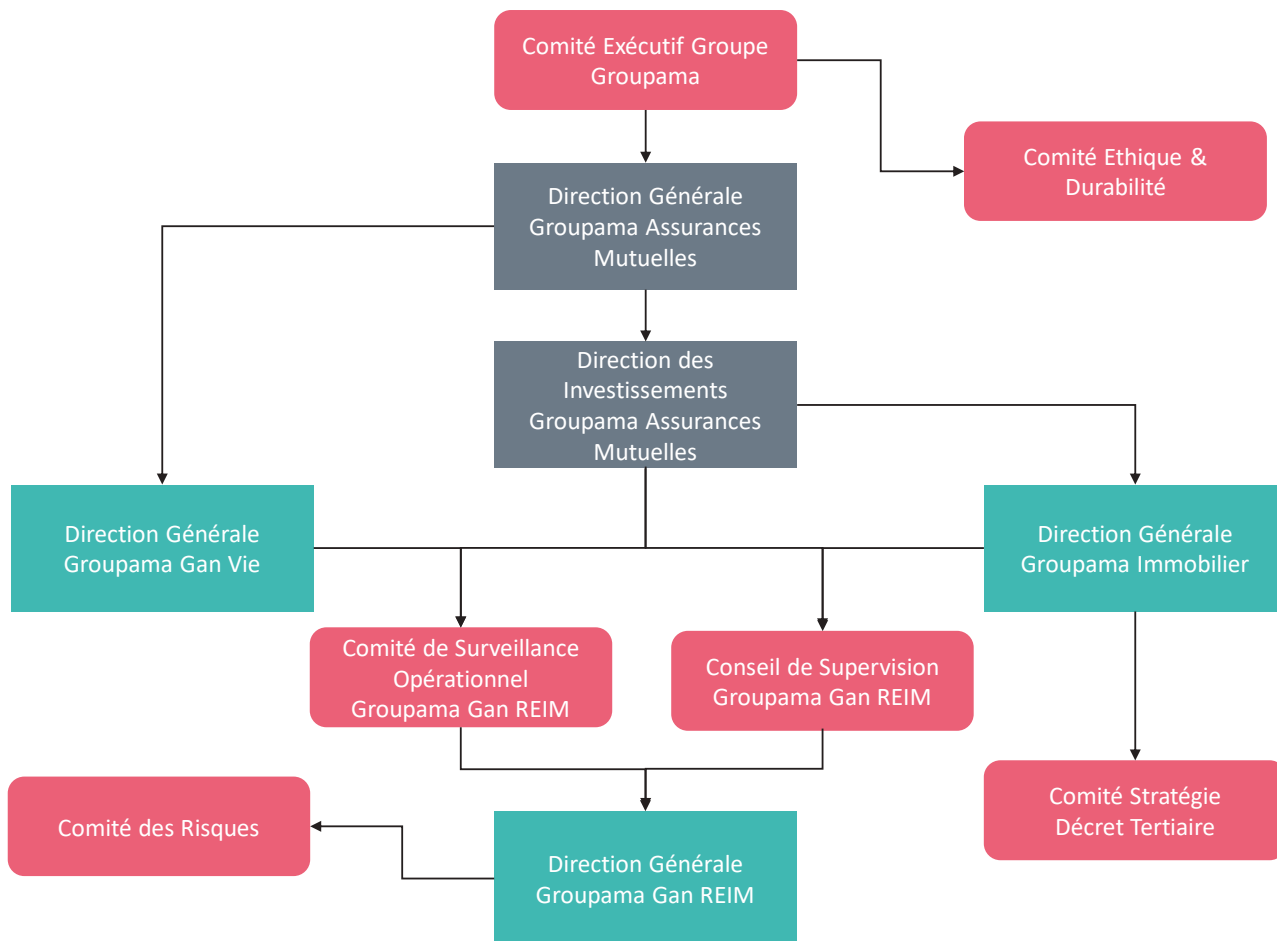 Comité Exécutif Groupe
Groupama
Comité Ethique &
Durabilité
Direction Générale
Groupama Assurances
Mutuelles
Direction des
Investissements
Groupama Assurances
Mutuelles
Direction Générale
Groupama Gan Vie
Direction Générale
Groupama Immobilier
Comité de Surveillance
Opérationnel
Groupama Gan REIM
Conseil de Supervision
Groupama Gan REIM
Comité des Risques
Direction Générale
Groupama Gan REIM
Comité Stratégie
Décret Tertiaire